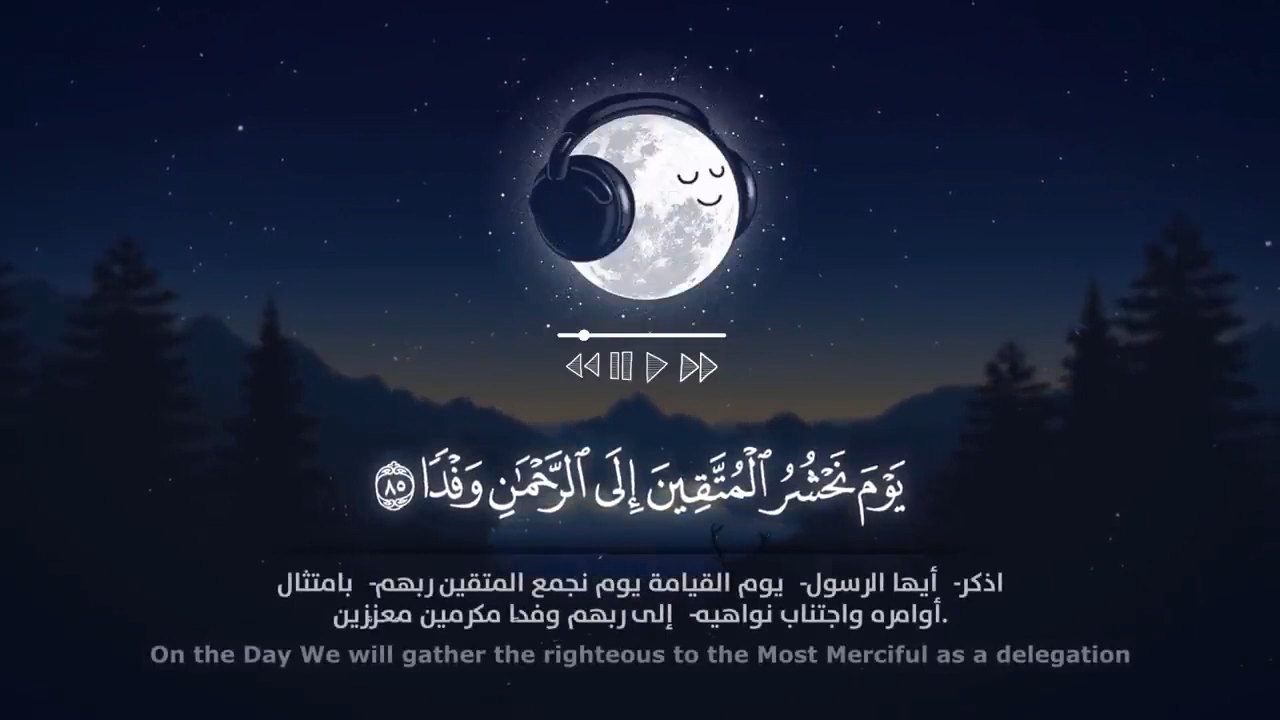 يَوْمَ نَحْشُرُ ٱلْمُتَّقِينَ إِلَى ٱلرَّحْمَٰنِ وَفْدًا ٨٥
اذكر- أيها الرسول- يوم القيامة يوم نجمع المتقين ربهم- بامتثال
أوامره واجتناب نواهيه- إلى ربهم وفدا مكرمين معززين.
On the Day We will gather the righteous to the Most Merciful as a delegation